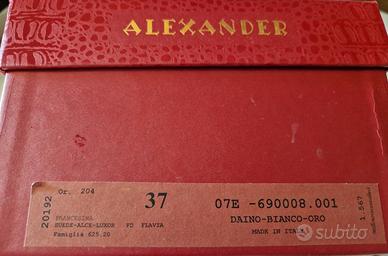 ALEXANDER
20192
Or. 204
37
07E -690008.001
FRANCESINA
SUEDE-ALCE-LUXOR PD FLAVIA
DAINO-BIANCO-ORO
Famiglia 625.20
MADE IN ITALY
1.567
subito